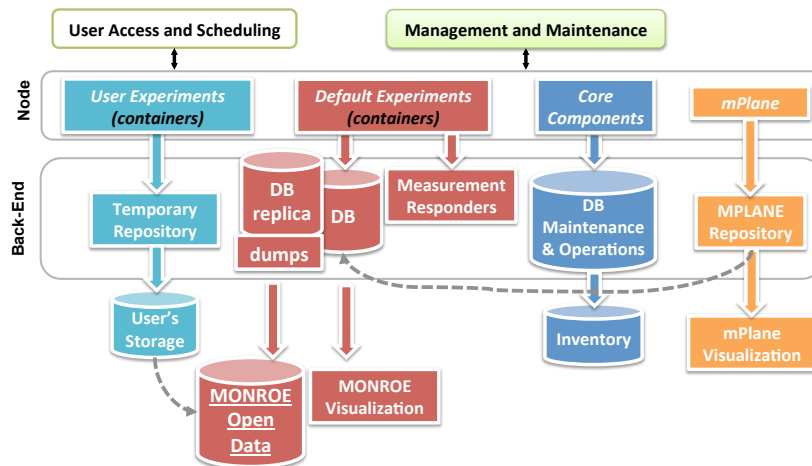 User Access and Scheduling
Management and Maintenance
Node
User Experiments
(containers)
Default Experiments
(containers)
Core
Components
mPlane
Back-End
Temporary
Repository
DB
replica
dumps
DB
Measurement
Responders
DB
Maintenance
& Operations
MPLANE
Repository
User's
Storage
Inventory
mPlane
Visualization
MONROE
Open
Data
MONROE
Visualization